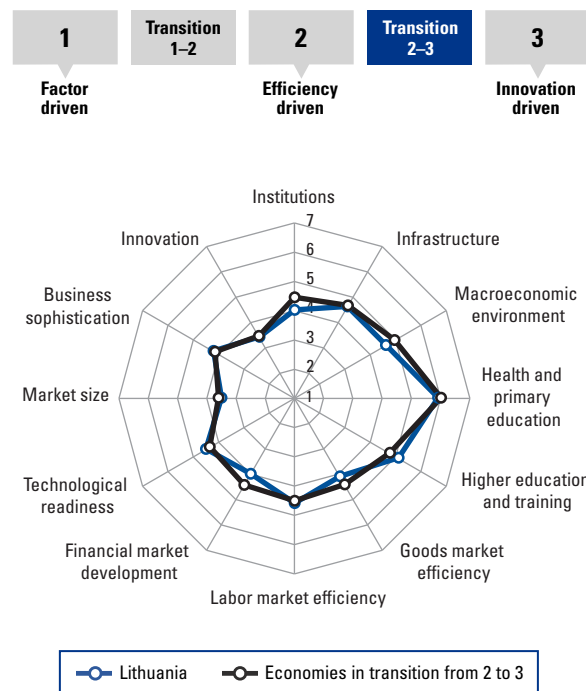 1
Transition
1–2
2
Transition
2–3
3
Factor
driven
Efficiency
driven
Innovation
driven
Institutions
7
Innovation
Infrastructure
6
Business
sophistication
5
Macroeconomic
environment
4
3
Market size
2
1
Health and
primary
education
Technological
readiness
Higher education
and training
Financial market
development
Goods market
efficiency
Labor market efficiency
Lithuania
Economies in transition from 2 to 3